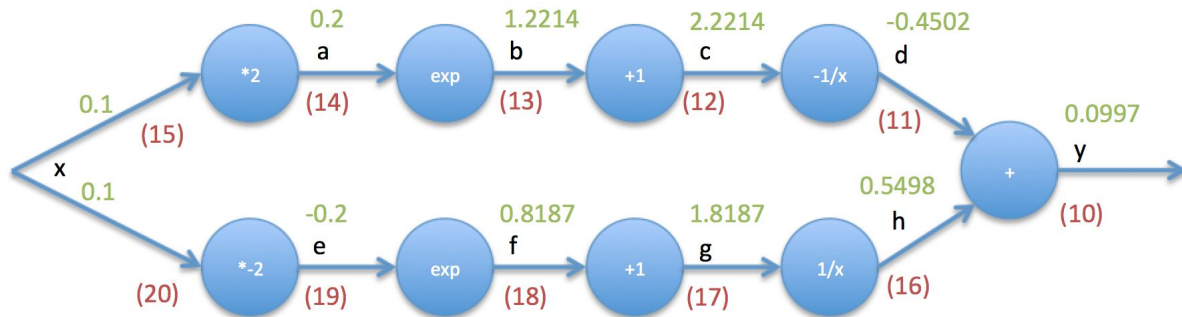 0.2 1.2214 2.2214 -0.4502
a b c d
*2 exp +1 -1/x
0.1 (15) (14) (13) (12) (11)
0.0997
x y
+
0.1 0.5498
-0.2 0.8187 1.8187 h (10)
e f g
*-2 exp +1 1/x
(20) (19) (18) (17) (16)